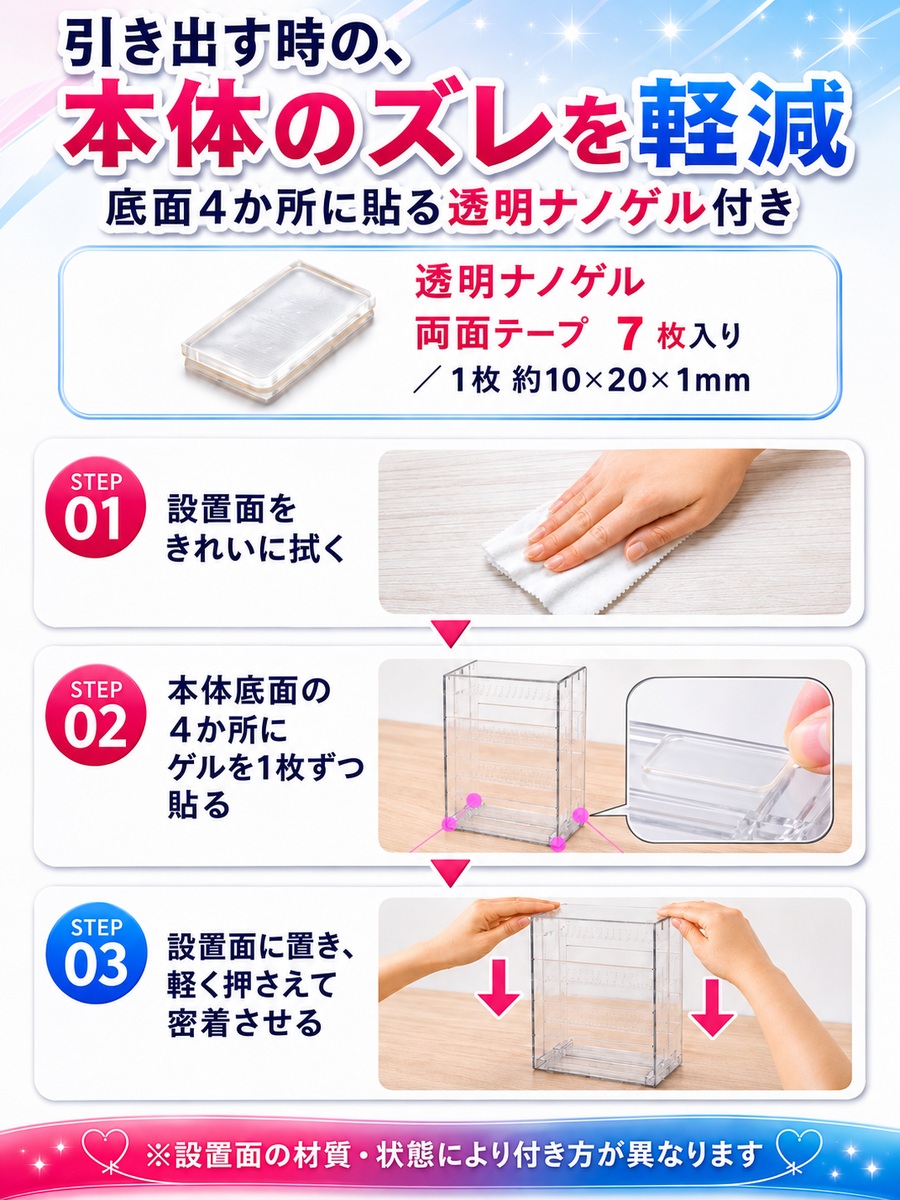 引き出す時の、
本体のズレを軽減
底面4か所に貼る透明ナノゲル付き
透明ナノゲル
両面テープ 7枚入り
／1枚 約10×20×1mm
STEP
01
設置面を
きれいに拭く
STEP
02
本体底面の
4か所に
ゲルを1枚ずつ
貼る
STEP
03
設置面に置き、
軽く押さえて
密着させる
※設置面の材質・状態により付き方が異なります